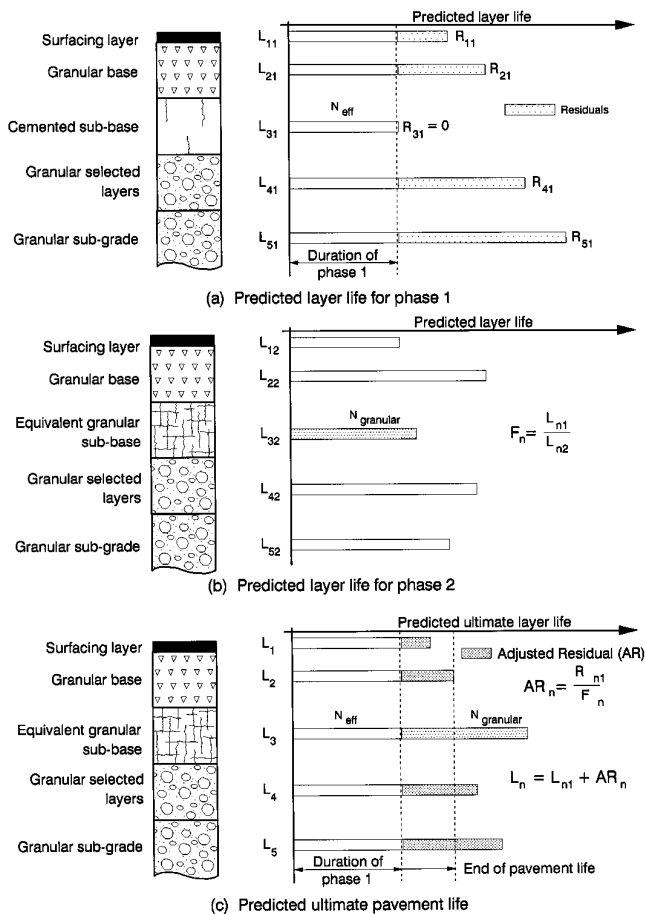 Predicted layer life
Surfacing layer
L11
R11
Granular base
L21
R21
Neff
Residuals
Cemented sub-base
L31
R31 = 0
Granular selected
layers
L41
R41
Granular sub-grade
L51
R51
Duration of
phase 1
(a) Predicted layer life for phase 1
Predicted layer life
Surfacing layer
L12
Granular base
L22
Equivalent granular
sub-base
Ngranular
L32
Fn = Ln1 / Ln2
Granular selected
layers
L42
Granular sub-grade
L52
(b) Predicted layer life for phase 2
Predicted ultimate layer life
Surfacing layer
L1
Adjusted Residual (AR)
Granular base
L2
ARn = Rn1 / Fn
Equivalent granular
sub-base
Neff
Ngranular
L3
Granular selected
layers
L4
Ln = Ln1 + ARn
Granular sub-grade
L5
Duration of
phase 1
End of pavement life
(c) Predicted ultimate pavement life